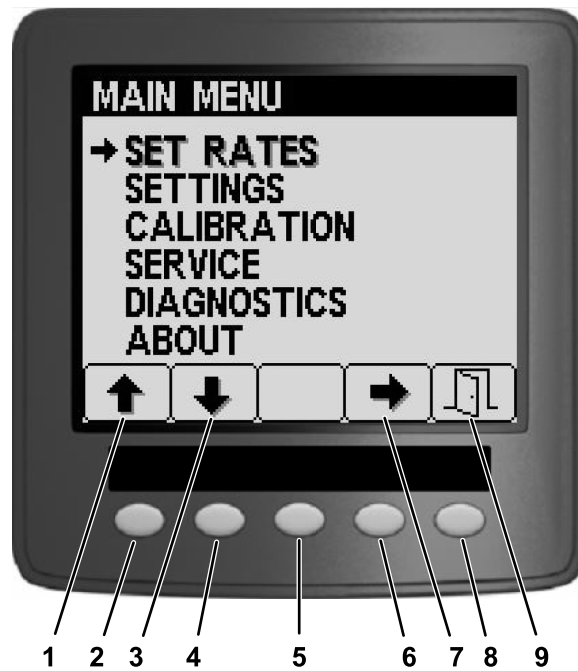 MAIN MENU
SET RATES
SETTINGS
CALIBRATION
SERVICE
DIAGNOSTICS
ABOUT
1 2 3 4 5 6 7 8 9